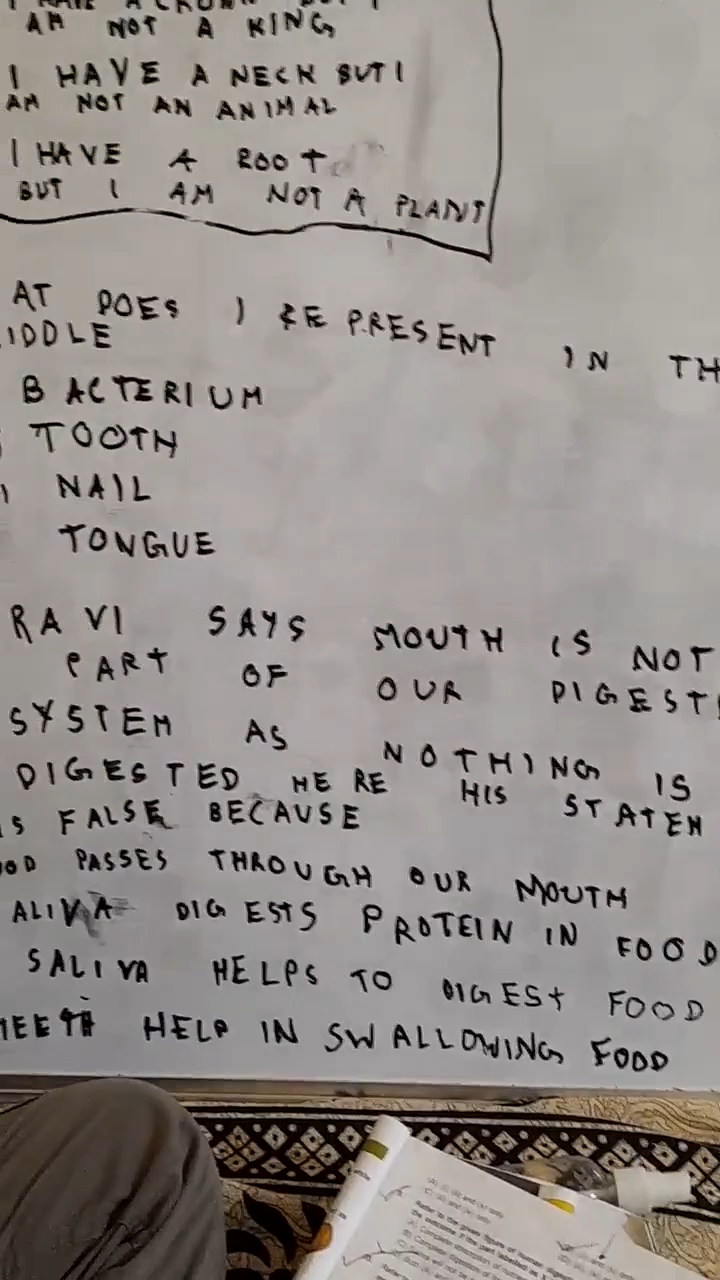 AM NOT A KING
I HAVE A NECK BUT I
AM NOT AN ANIMAL
I HAVE A ROOT
BUT I AM NOT A PLANT
AT DOES I REPRESENT IN TH
IDDLE
BACTERIUM
TOOTH
NAIL
TONGUE
RAVI SAYS MOUTH IS NOT
PART OF OUR DIGEST
SYSTEM AS NOTHING IS
DIGESTED HERE HIS STATEM
S FALSE BECAUSE
OOD PASSES THROUGH OUR MOUTH
ALIVA DIGESTS PROTEIN IN FOOD
SALIVA HELPS TO DIGEST FOOD
TEETH HELP IN SWALLOWING FOOD